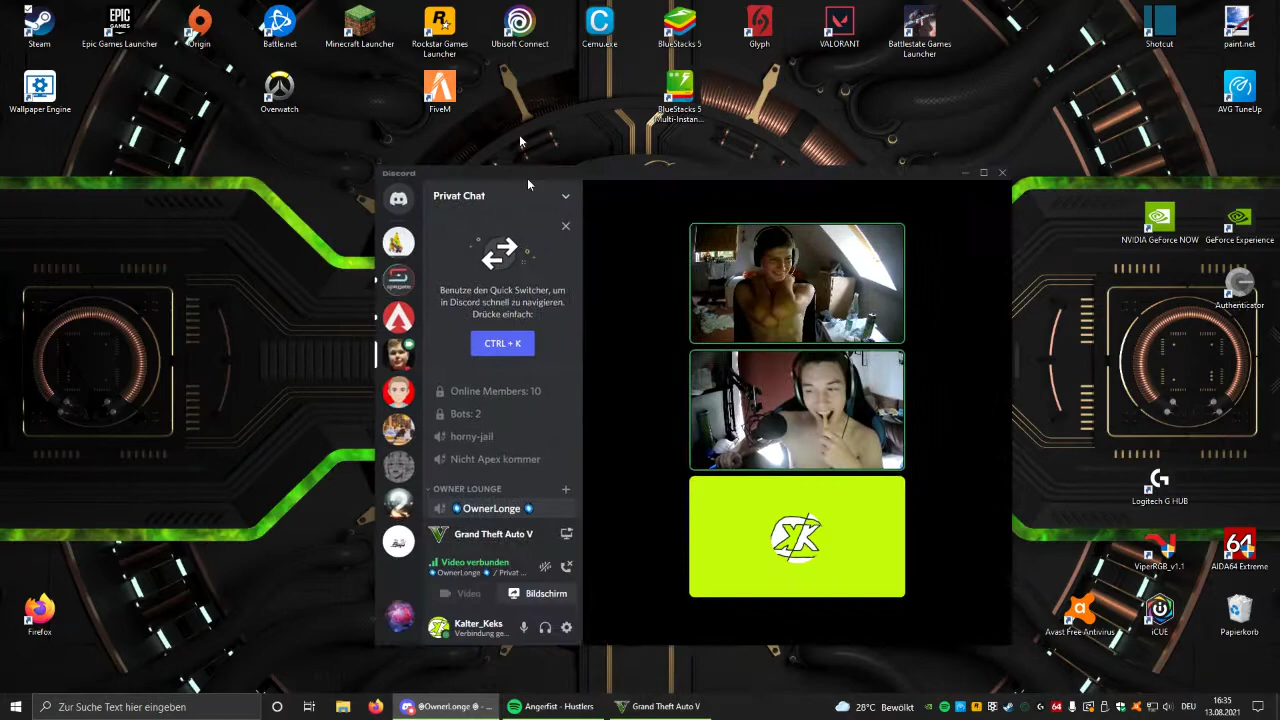 Steam
Epic Games Launcher
Origin
Battle.net
Minecraft Launcher
Rockstar Games
Launcher
Ubisoft Connect
Cemu.exe
BlueStacks 5
Glyph
VALORANT
Battlestate Games
Launcher
Shotcut
paint.net
Wallpaper Engine
Overwatch
FiveM
BlueStacks 5
Multi-Instan...
AVG TuneUp
Discord
Privat Chat
Benutze den Quick Switcher, um
in Discord schnell zu navigieren.
Drücke einfach:
CTRL + K
Online Members: 10
Bots: 2
horny-jail
Nicht Apex kommer
OWNER LOUNGE
OwnerLonge
Grand Theft Auto V
Video verbunden
OwnerLonge / Privat ...
Video
Bildschirm
Kalter_Keks
Verbindung ge...
NVIDIA GeForce NOW
GeForce Experience
Authenticator
Logitech G HUB
ViperRGB_v1.1
64
AIDA64 Extreme
Avast Free Antivirus
iCUE
Papierkorb
Firefox
Zur Suche Text hier eingeben
OwnerLonge - ...
Angerfist - Hustlers
Grand Theft Auto V
28°C Bewölkt
64
DEU
16:35
13.08.2021